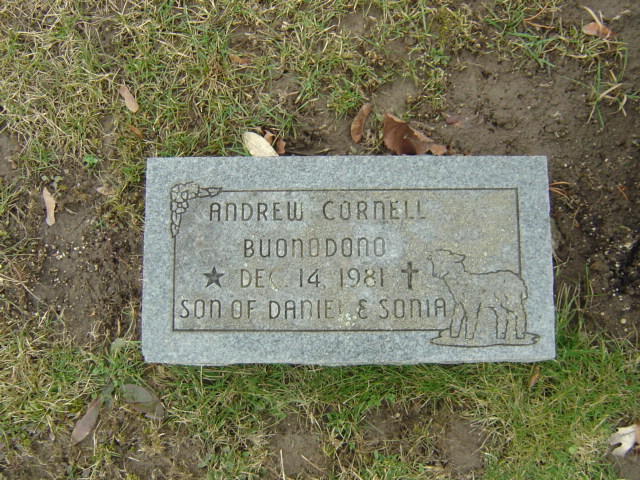 ANDREW CORNELL
BUONODONO
★ DEC. 14, 1981 ✝
SON OF DANIEL & SONIA